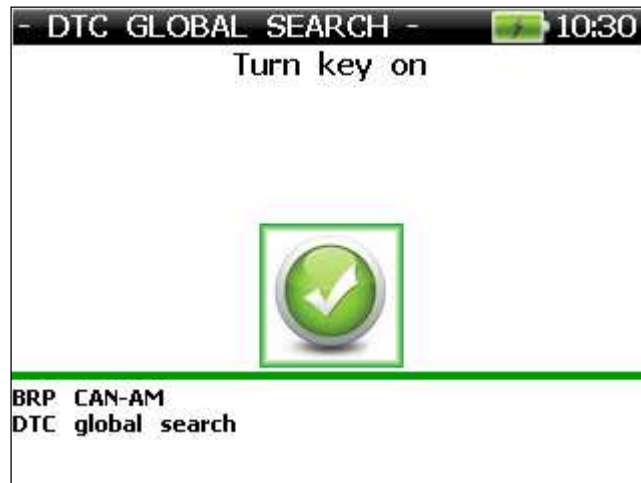 - DTC GLOBAL SEARCH - 10:30
Turn key on
BRP CAN-AM
DTC global search